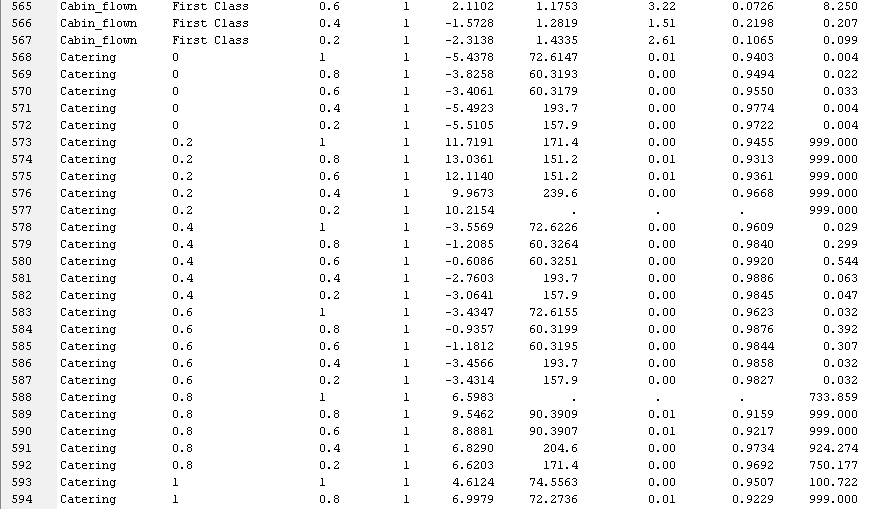 565 Cabin_flown First Class 0.6 1 2.1102 1.1753 3.22 0.0726 8.250
566 Cabin_flown First Class 0.4 1 -1.5728 1.2819 1.51 0.2198 0.207
567 Cabin_flown First Class 0.2 1 -2.3138 1.4335 2.61 0.1065 0.099
568 Catering 0 1 1 -5.4378 72.6147 0.01 0.9403 0.004
569 Catering 0 0.8 1 -3.8258 60.3193 0.00 0.9494 0.022
570 Catering 0 0.6 1 -3.4061 60.3179 0.00 0.9550 0.033
571 Catering 0 0.4 1 -5.4923 193.7 0.00 0.9774 0.004
572 Catering 0 0.2 1 -5.5105 157.9 0.00 0.9722 0.004
573 Catering 0.2 1 1 11.7191 171.4 0.00 0.9455 999.000
574 Catering 0.2 0.8 1 13.0361 151.2 0.01 0.9313 999.000
575 Catering 0.2 0.6 1 12.1140 151.2 0.01 0.9361 999.000
576 Catering 0.2 0.4 1 9.9673 239.6 0.00 0.9668 999.000
577 Catering 0.2 0.2 1 10.2154 . . . 999.000
578 Catering 0.4 1 1 -3.5569 72.6226 0.00 0.9609 0.029
579 Catering 0.4 0.8 1 -1.2085 60.3264 0.00 0.9840 0.299
580 Catering 0.4 0.6 1 -0.6086 60.3251 0.00 0.9920 0.544
581 Catering 0.4 0.4 1 -2.7603 193.7 0.00 0.9886 0.063
582 Catering 0.4 0.2 1 -3.0641 157.9 0.00 0.9845 0.047
583 Catering 0.6 1 1 -3.4347 72.6155 0.00 0.9623 0.032
584 Catering 0.6 0.8 1 -0.9357 60.3199 0.00 0.9876 0.392
585 Catering 0.6 0.6 1 -1.1812 60.3195 0.00 0.9844 0.307
586 Catering 0.6 0.4 1 -3.4566 193.7 0.00 0.9858 0.032
587 Catering 0.6 0.2 1 -3.4314 157.9 0.00 0.9827 0.032
588 Catering 0.8 1 1 6.5983 . . . 733.859
589 Catering 0.8 0.8 1 9.5462 90.3909 0.01 0.9159 999.000
590 Catering 0.8 0.6 1 8.8881 90.3907 0.01 0.9217 999.000
591 Catering 0.8 0.4 1 6.8290 204.6 0.00 0.9734 924.274
592 Catering 0.8 0.2 1 6.6203 171.4 0.00 0.9692 750.177
593 Catering 1 1 1 4.6124 74.5563 0.00 0.9507 100.722
594 Catering 1 0.8 1 6.9979 72.2736 0.01 0.9229 999.000